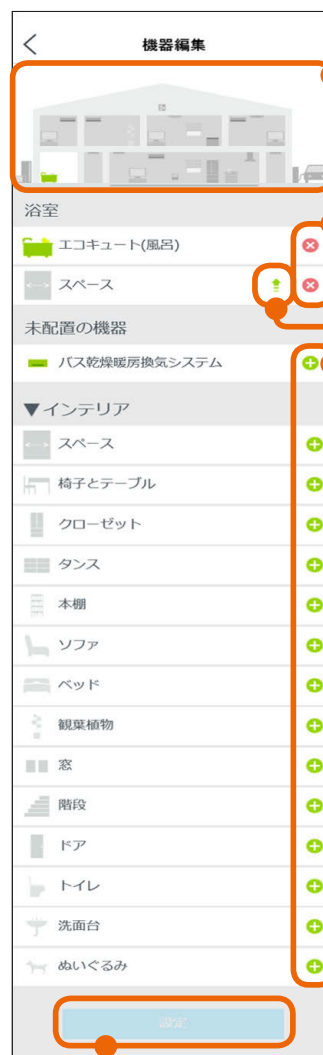 機器編集
浴室
エコキュート(風呂)
スペース
未配置の機器
バス乾燥暖房換気システム
▼インテリア
スペース
椅子とテーブル
クローゼット
タンス
本棚
ソファ
ベッド
観葉植物
窓
階段
ドア
トイレ
洗面台
ぬいぐるみ
設定